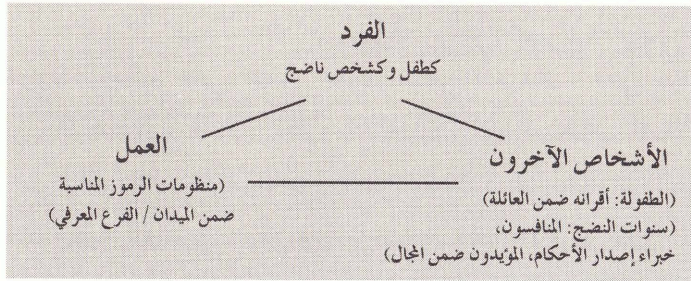 الفرد
كطفل وكشخص ناضج
العمل
(منظومات الرموز المناسبة
ضمن الميدان / الفرع المعرفي)
الأشخاص الآخرون
(الطفولة: أقرانه ضمن العائلة)
(سنوات النضج: المنافسون،
خبراء إصدار الأحكام، المؤيدون ضمن المجال)